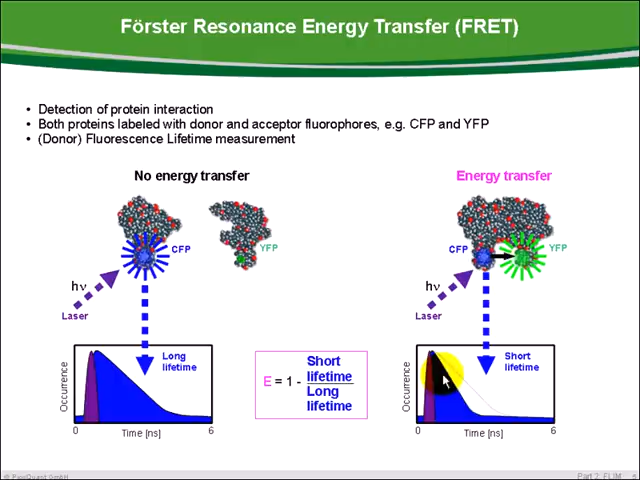 Förster Resonance Energy Transfer (FRET)
• Detection of protein interaction
• Both proteins labeled with donor and acceptor fluorophores, e.g. CFP and YFP
• (Donor) Fluorescence Lifetime measurement
No energy transfer
Energy transfer
CFP
YFP
CFP
YFP
hν
Laser
hν
Laser
Occurrence
Long
lifetime
0
Time [ns]
6
E = 1 -
Short
lifetime
Long
lifetime
Occurrence
Short
lifetime
0
Time [ns]
6
© PicoQuant GmbH
Part 2: FLIM